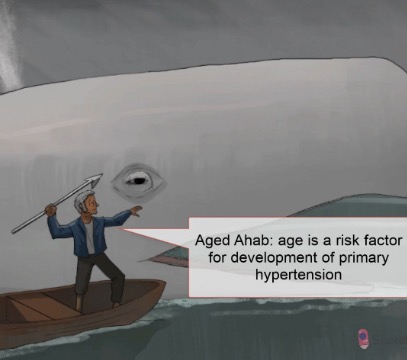 Aged Ahab: age is a risk factor
for development of primary
hypertension